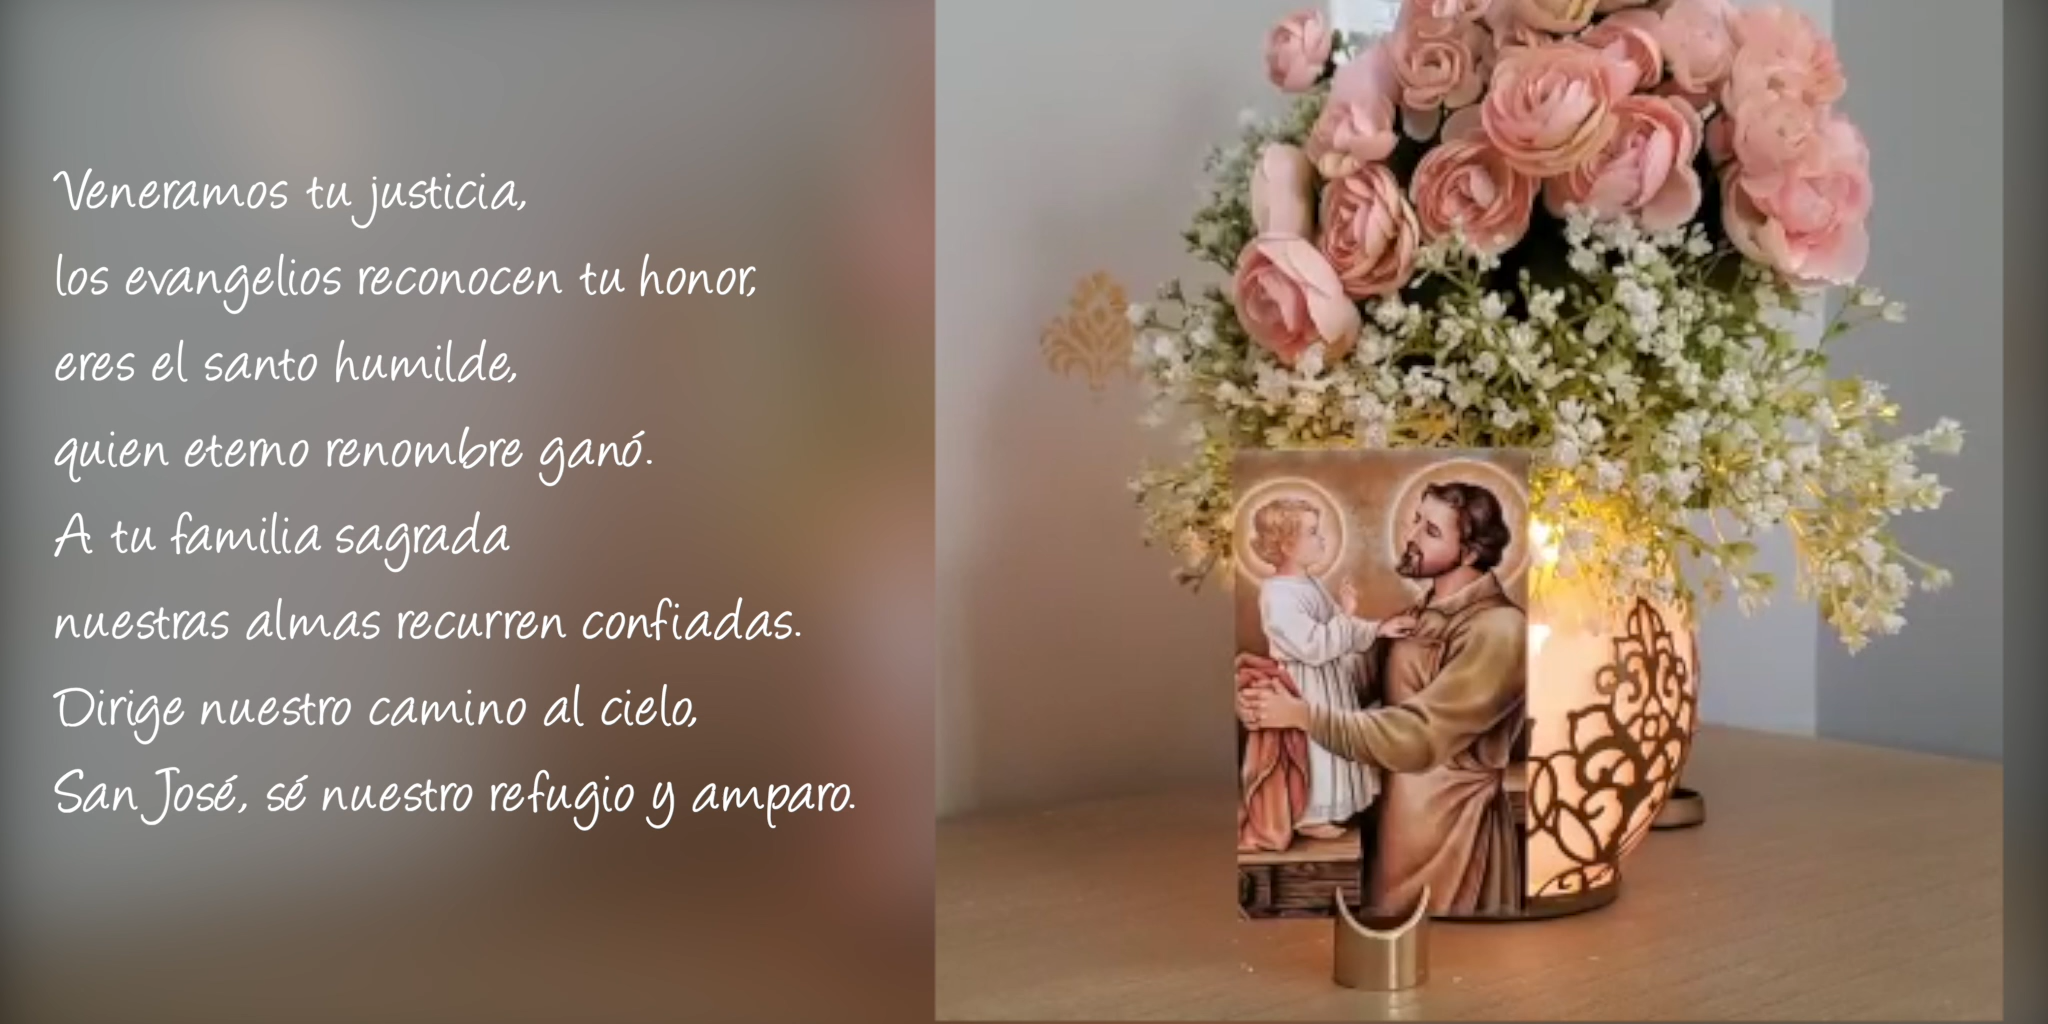 Veneramos tu justicia,
los evangelios reconocen tu honor,
eres el santo humilde,
quien eterno renombre ganó.
A tu familia sagrada
nuestras almas recurren confiadas.
Dirige nuestro camino al cielo,
San José, sé nuestro refugio y amparo.